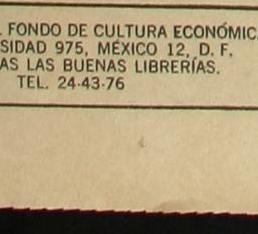 FONDO DE CULTURA ECONÓMIC
SIDAD 975, MÉXICO 12, D. F.
AS LAS BUENAS LIBRERÍAS.
TEL. 24-43-76